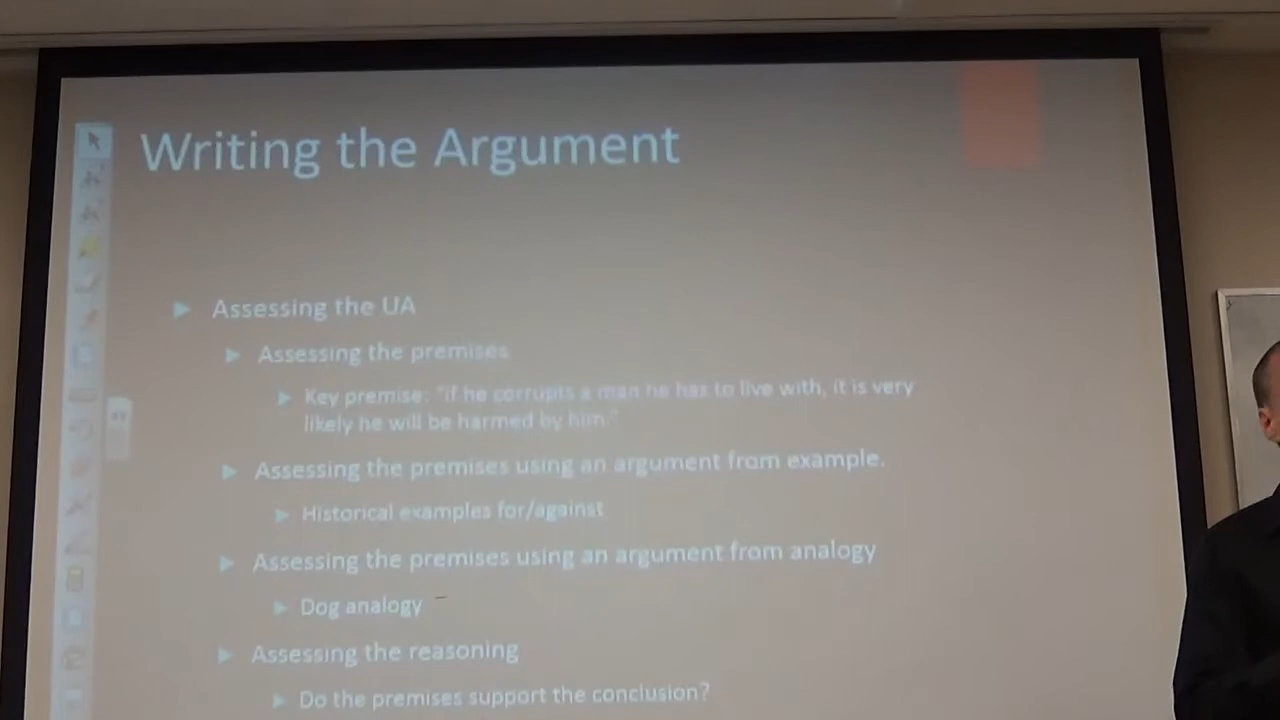 Writing the Argument
Assessing the UA
Assessing the premises
Key premise: "if he corrupts a man he has to live with, it is very
likely he will be harmed by him."
Assessing the premises using an argument from example.
Historical examples for/against
Assessing the premises using an argument from analogy
Dog analogy
Assessing the reasoning
Do the premises support the conclusion?